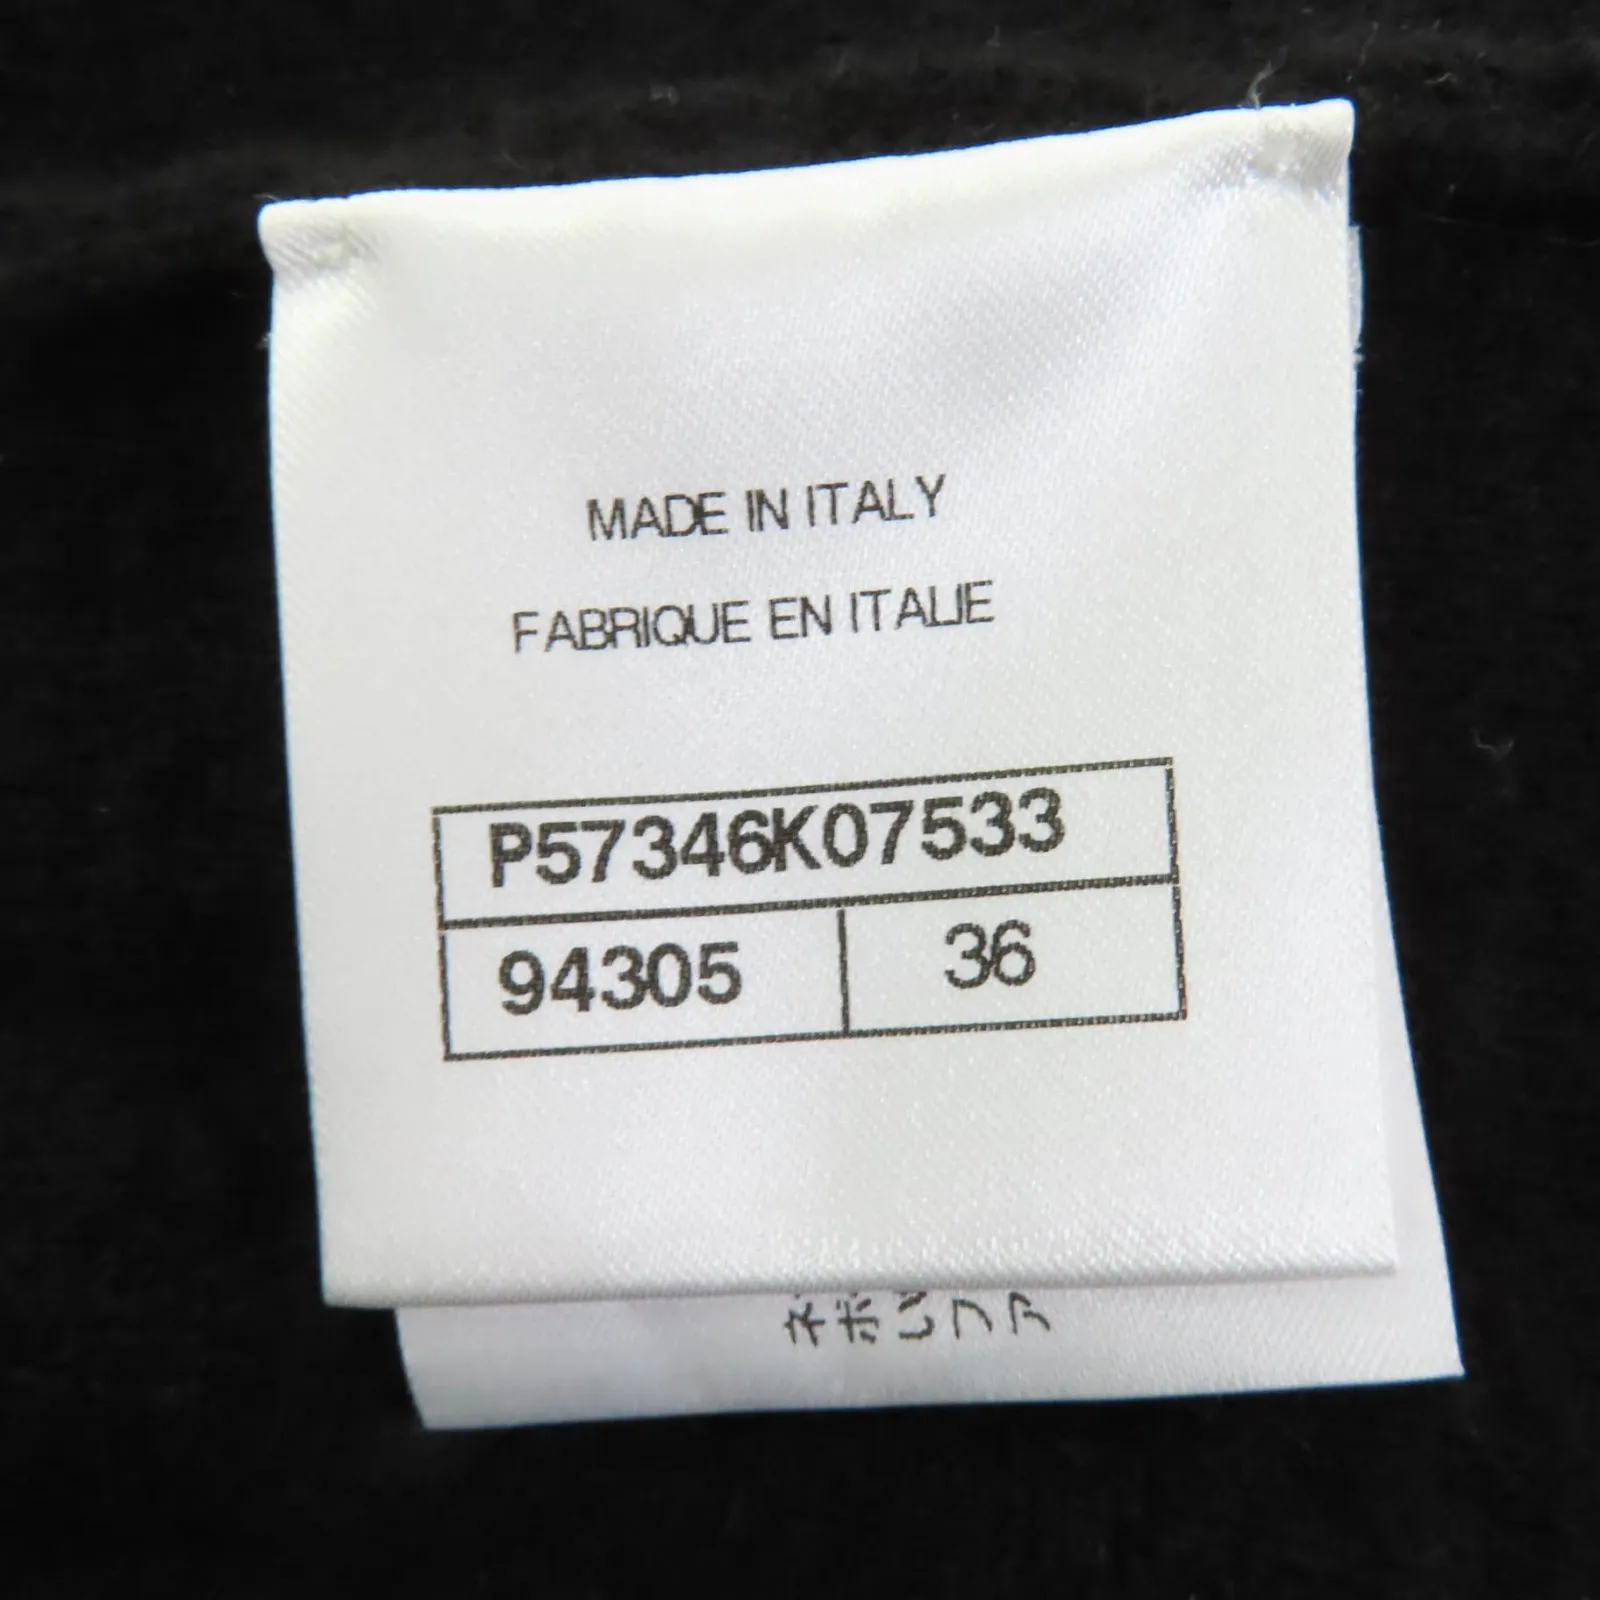 MADE IN ITALY
FABRIQUE EN ITALIE
P57346K07533
94305 36